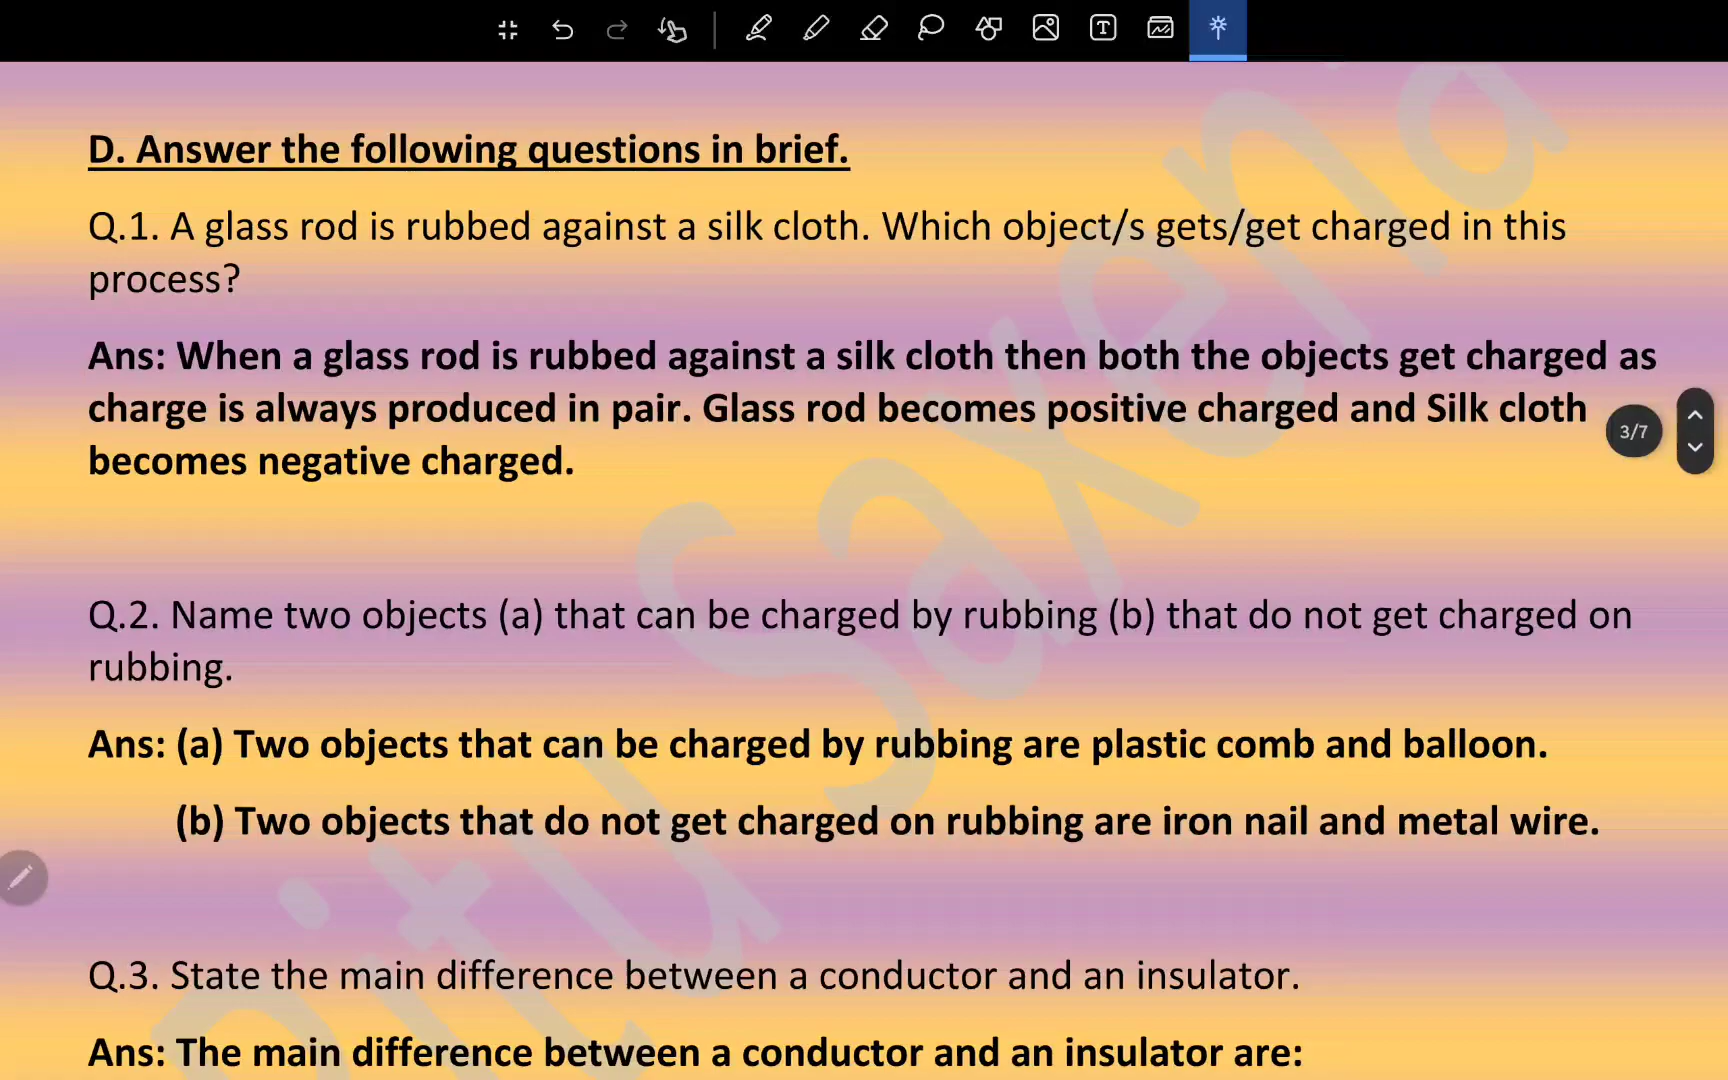 D. Answer the following questions in brief.
Q.1. A glass rod is rubbed against a silk cloth. Which object/s gets/get charged in this
process?
Ans: When a glass rod is rubbed against a silk cloth then both the objects get charged as
charge is always produced in pair. Glass rod becomes positive charged and Silk cloth
becomes negative charged.
3/7
Q.2. Name two objects (a) that can be charged by rubbing (b) that do not get charged on
rubbing.
Ans: (a) Two objects that can be charged by rubbing are plastic comb and balloon.
(b) Two objects that do not get charged on rubbing are iron nail and metal wire.
Q.3. State the main difference between a conductor and an insulator.
Ans: The main difference between a conductor and an insulator are:
Ritu Saxena